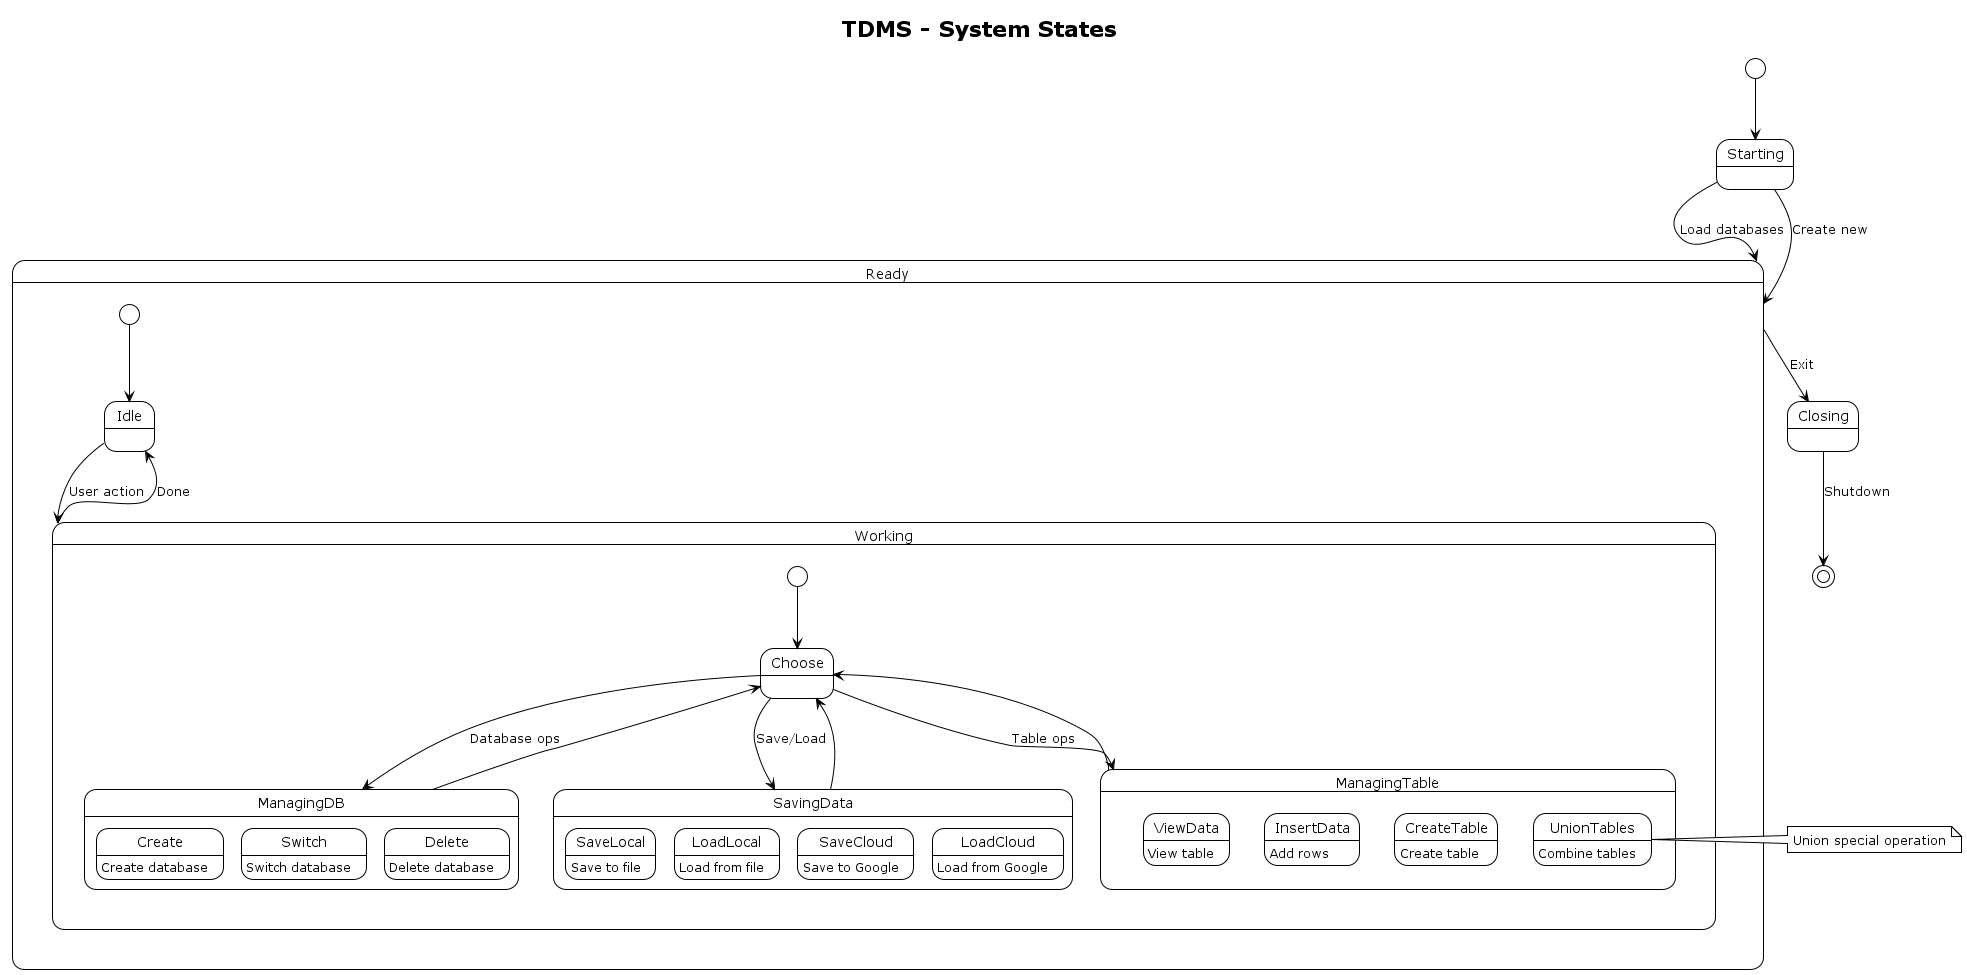 TDMS - System States
Starting
Load databases
Create new
Ready
Exit
Idle
Closing
User action
Done
Shutdown
Working
Choose
Database ops
Save/Load
Table ops
ManagingDB
Create
Create database
Switch
Switch database
Delete
Delete database
SavingData
SaveLocal
Save to file
LoadLocal
Load from file
SaveCloud
Save to Google
LoadCloud
Load from Google
ManagingTable
ViewData
View table
InsertData
Add rows
CreateTable
Create table
UnionTables
Combine tables
Union special operation